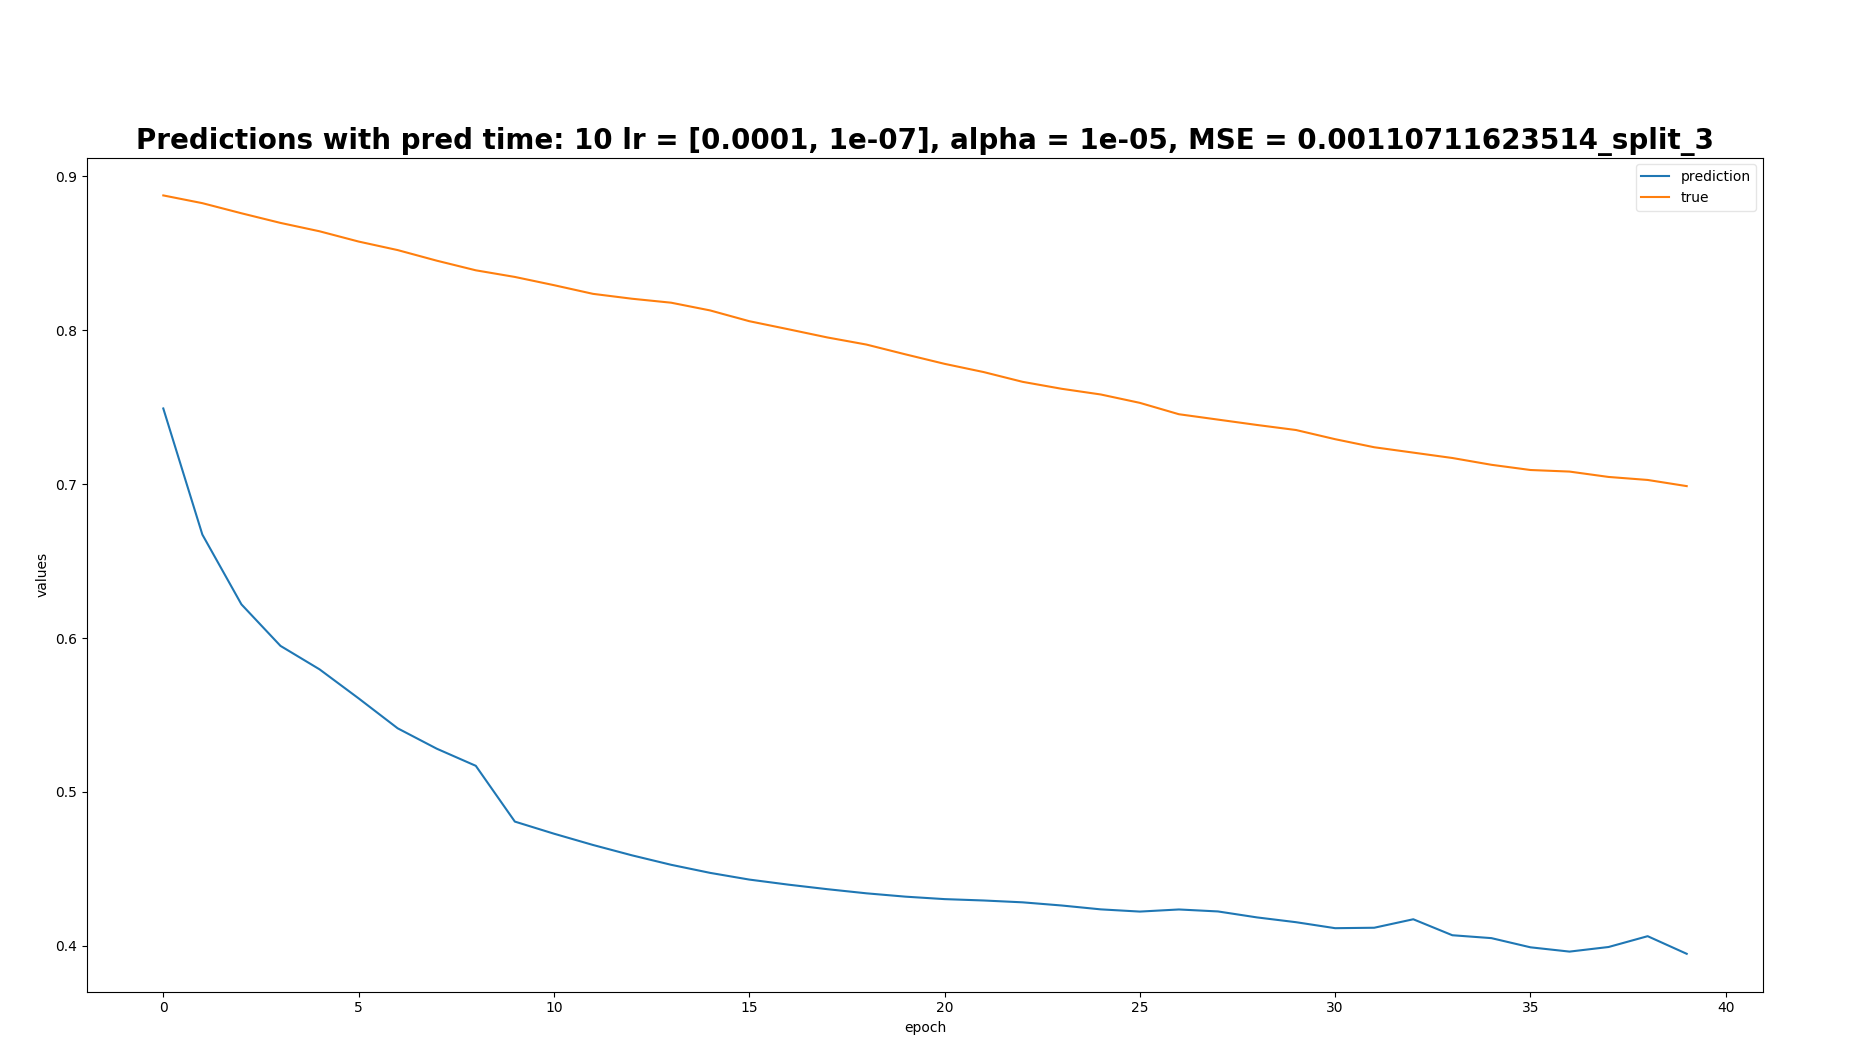 Predictions with pred time: 10 lr = [0.0001, 1e-07], alpha = 1e-05, MSE = 0.00110711623514_split_3
prediction
true
values
0.9
0.8
0.7
0.6
0.5
0.4
0 5 10 15 20 25 30 35 40
epoch